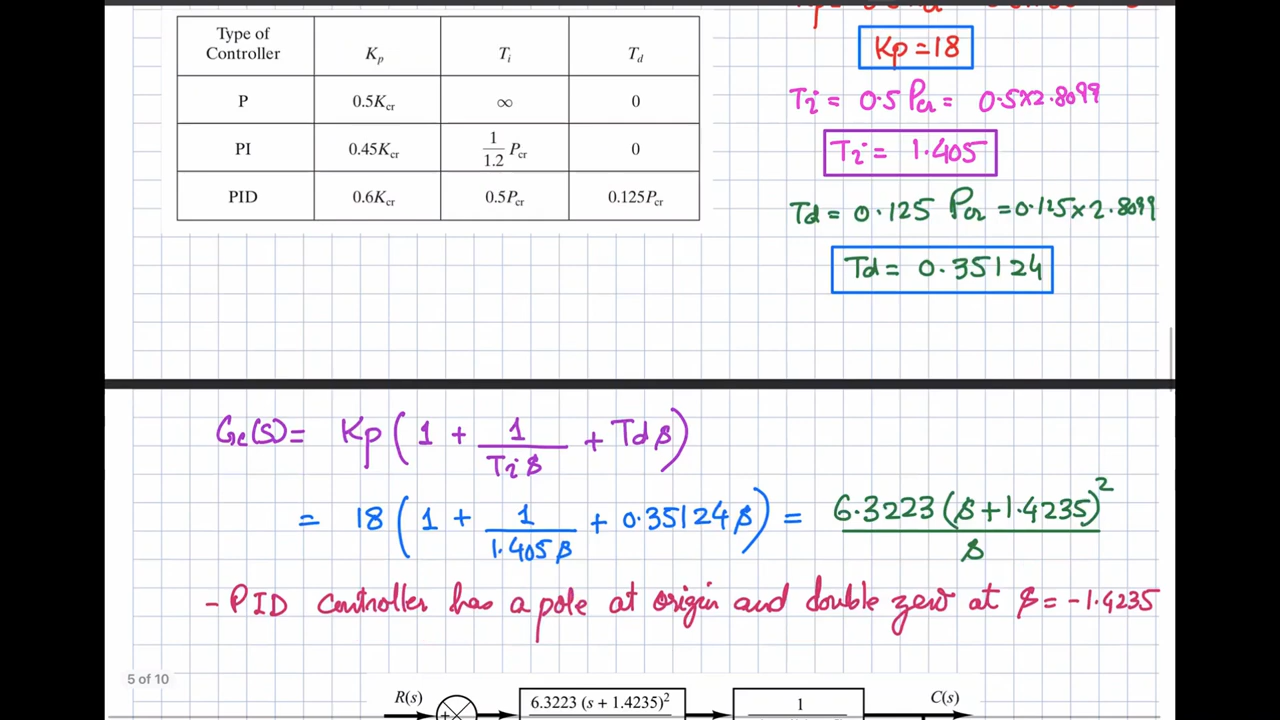 Type of Controller Kp Ti Td
P 0.5Kcr ∞ 0
PI 0.45Kcr 1/1.2 Pcr 0
PID 0.6Kcr 0.5Pcr 0.125Pcr
Kp = 18
Ti = 0.5 Pcr = 0.5×2.8099
Ti = 1.405
Td = 0.125 Pcr = 0.125×2.8099
Td = 0.35124
Gc(s) = Kp(1 + 1/Tis + Tds)
= 18(1 + 1/1.405s + 0.35124s) = 6.3223(s+1.4235)²/s
- PID controller has a pole at origin and double zero at s = -1.4235
5 of 10
R(s) 6.3223 (s + 1.4235)² 1 C(s)
+